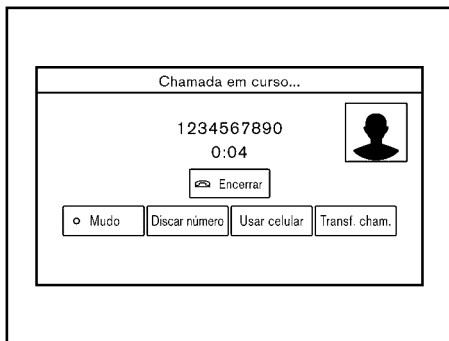 Chamada em curso...
1234567890
0:04
Encerrar
Mudo Discar número Usar celular Transf. cham.